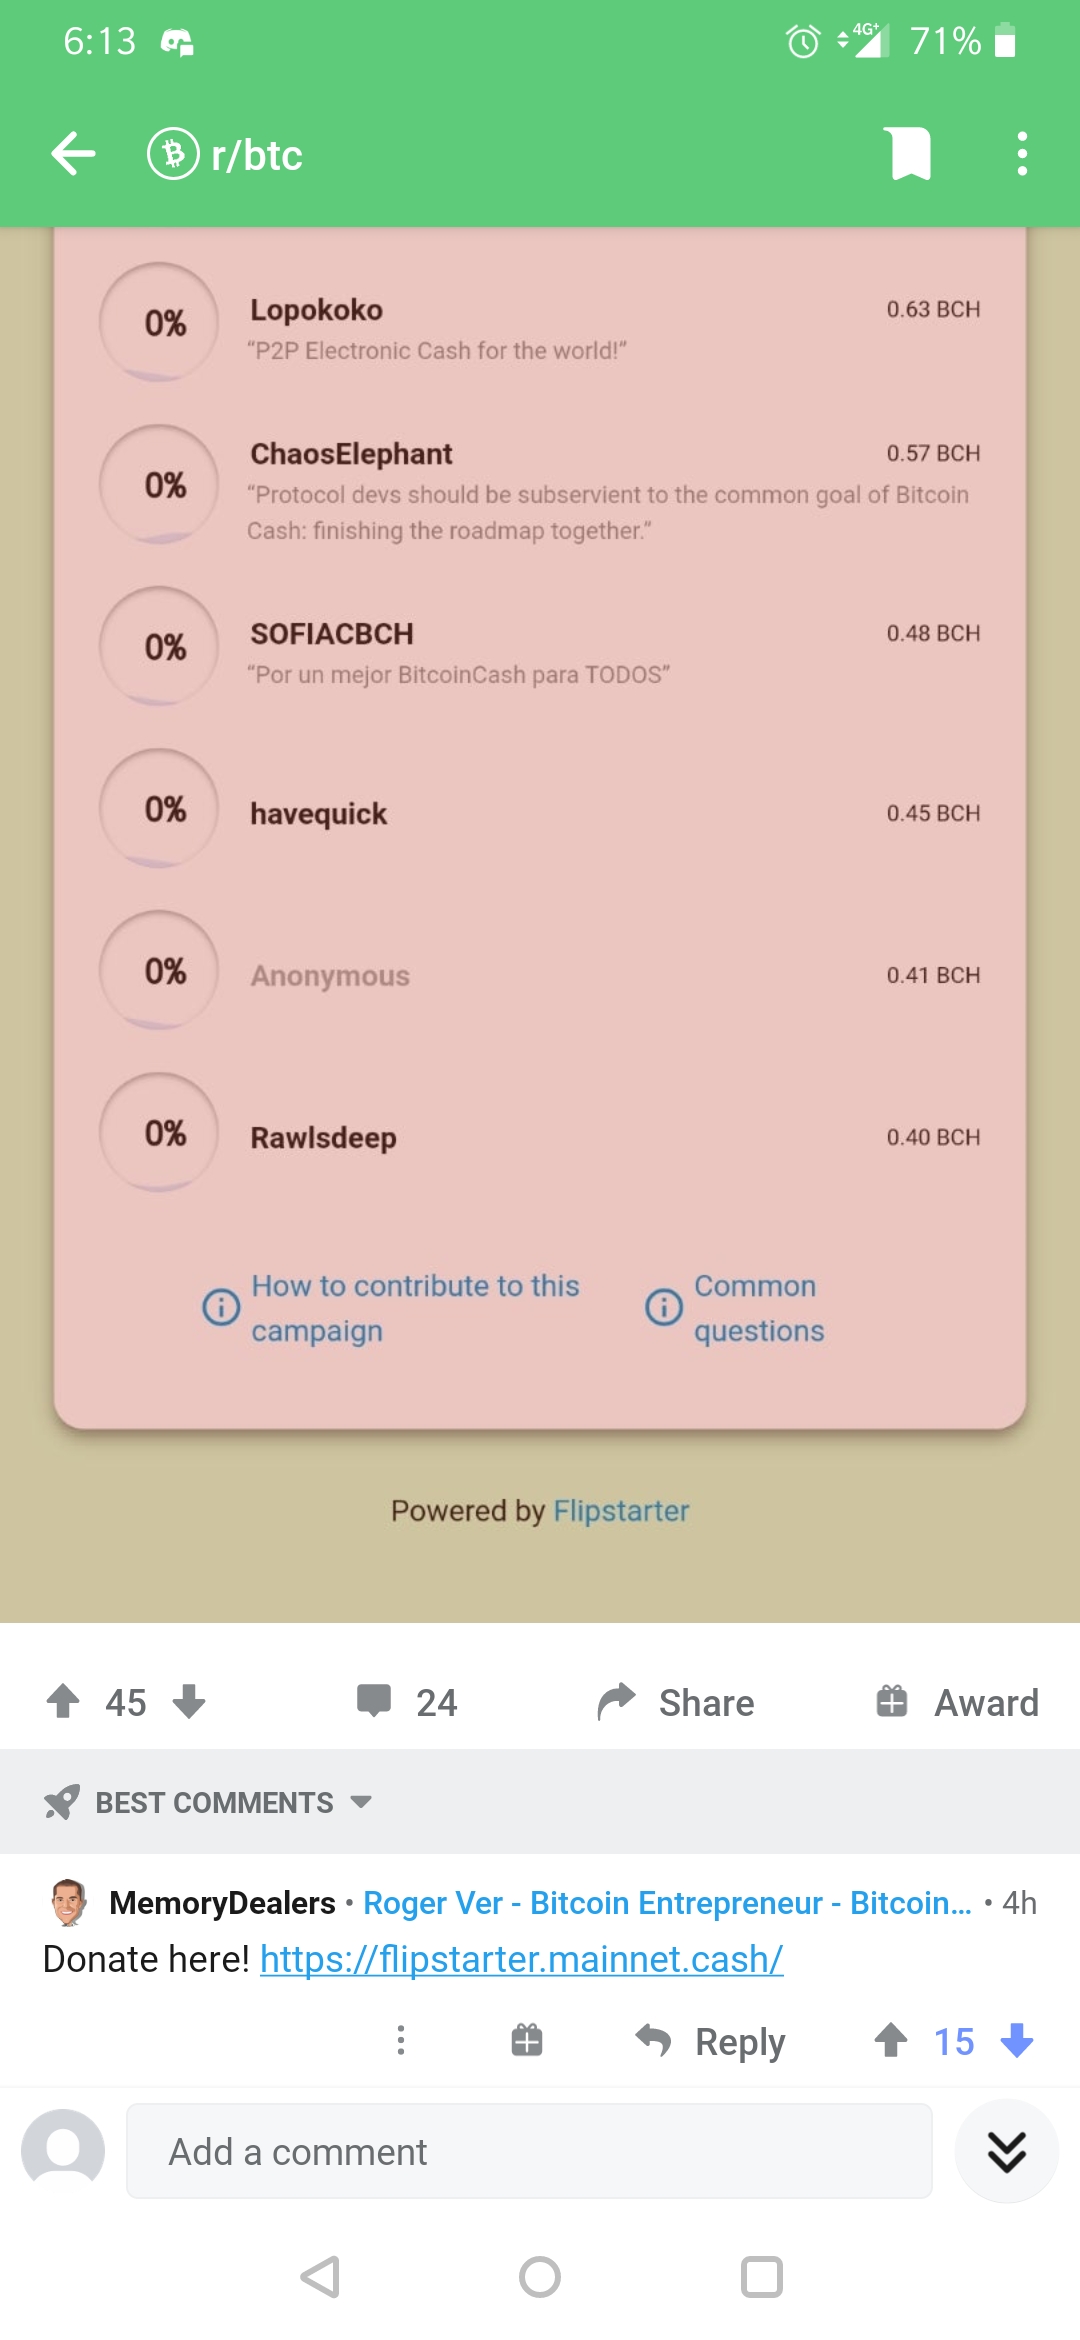 6:13
4G+ 71%
r/btc
0% Lopokoko 0.63 BCH
“P2P Electronic Cash for the world!”
0% ChaosElephant 0.57 BCH
“Protocol devs should be subservient to the common goal of Bitcoin
Cash: finishing the roadmap together.”
0% SOFIACBCH 0.48 BCH
“Por un mejor BitcoinCash para TODOS”
0% havequick 0.45 BCH
0% Anonymous 0.41 BCH
0% Rawlsdeep 0.40 BCH
How to contribute to this
campaign
Common
questions
Powered by Flipstarter
45 24 Share Award
BEST COMMENTS
MemoryDealers • Roger Ver - Bitcoin Entrepreneur - Bitcoin... • 4h
Donate here! https://flipstarter.mainnet.cash/
Reply 15
Add a comment